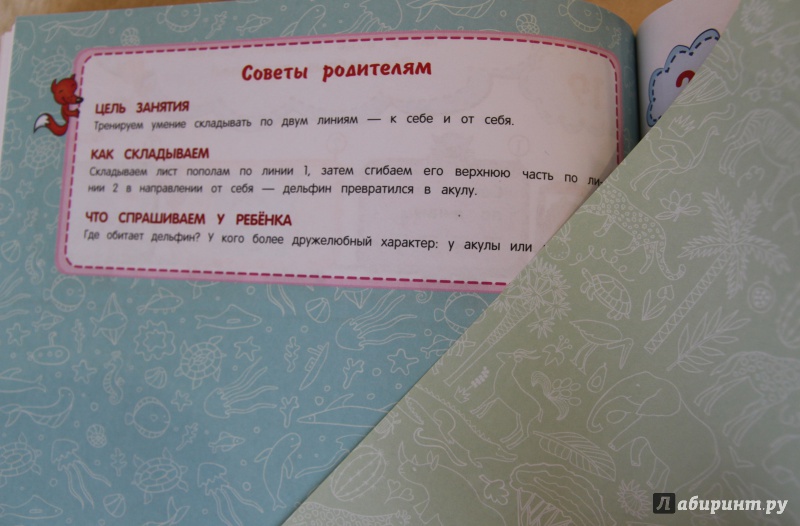 Советы родителям
ЦЕЛЬ ЗАНЯТИЯ
Тренируем умение складывать по двум линиям — к себе и от себя.
КАК СКЛАДЫВАЕМ
Складываем лист пополам по линии 1, затем сгибаем его верхнюю часть по ли-
нии 2 в направлении от себя — дельфин превратился в акулу.
ЧТО СПРАШИВАЕМ У РЕБЁНКА
Где обитает дельфин? У кого более дружелюбный характер: у акулы или
Лабиринт.ру